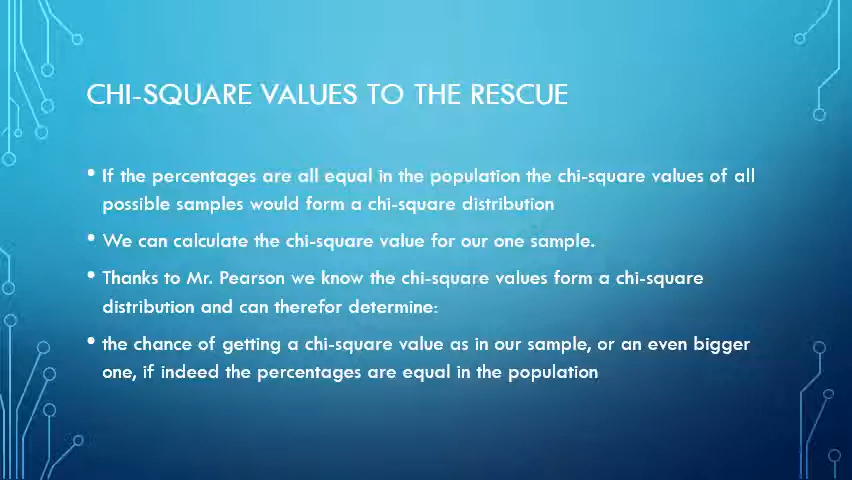 CHI-SQUARE VALUES TO THE RESCUE
• If the percentages are all equal in the population the chi-square values of all
possible samples would form a chi-square distribution
• We can calculate the chi-square value for our one sample.
• Thanks to Mr. Pearson we know the chi-square values form a chi-square
distribution and can therefor determine:
• the chance of getting a chi-square value as in our sample, or an even bigger
one, if indeed the percentages are equal in the population